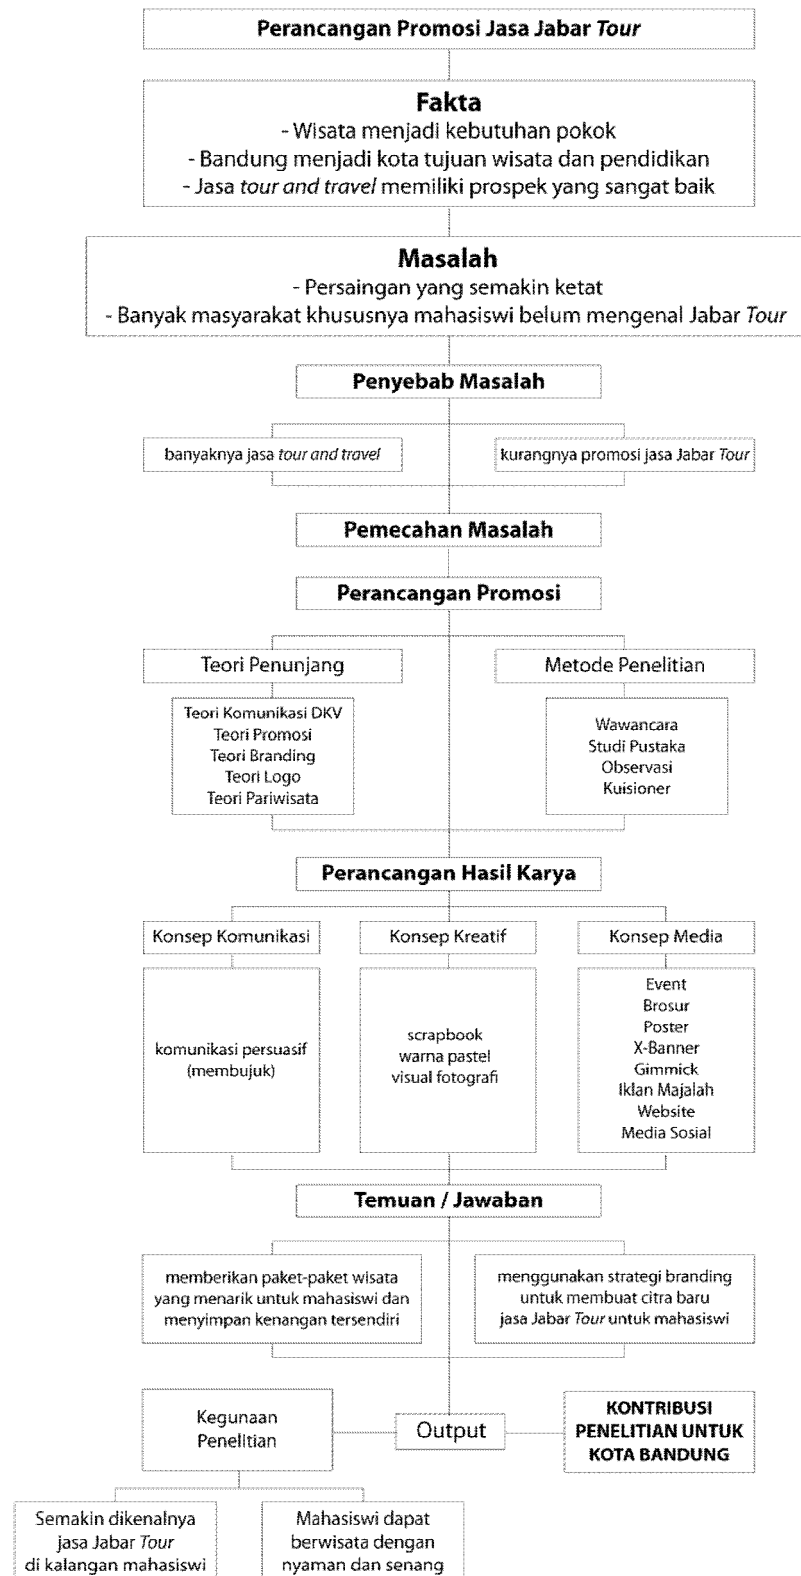 Perancangan Promosi Jasa Jabar Tour
Fakta
- Wisata menjadi kebutuhan pokok
- Bandung menjadi kota tujuan wisata dan pendidikan
- Jasa tour and travel memiliki prospek yang sangat baik
Masalah
- Persaingan yang semakin ketat
- Banyak masyarakat khususnya mahasiswi belum mengenal Jabar Tour
Penyebab Masalah
banyaknya jasa tour and travel
kurangnya promosi jasa Jabar Tour
Pemecahan Masalah
Perancangan Promosi
Teori Penunjang
Teori Komunikasi DKV
Teori Promosi
Teori Branding
Teori Logo
Teori Pariwisata
Metode Penelitian
Wawancara
Studi Pustaka
Observasi
Kuisioner
Perancangan Hasil Karya
Konsep Komunikasi
komunikasi persuasif
(membujuk)
Konsep Kreatif
scrapbook
warna pastel
visual fotografi
Konsep Media
Event
Brosur
Poster
X-Banner
Gimmick
Iklan Majalah
Website
Media Sosial
Temuan / Jawaban
memberikan paket-paket wisata
yang menarik untuk mahasiswi dan
menyimpan kenangan tersendiri
menggunakan strategi branding
untuk membuat citra baru
jasa Jabar Tour untuk mahasiswi
Kegunaan
Penelitian
Output
KONTRIBUSI
PENELITIAN UNTUK
KOTA BANDUNG
Semakin dikenalnya
jasa Jabar Tour
di kalangan mahasiswi
Mahasiswi dapat
berwisata dengan
nyaman dan senang